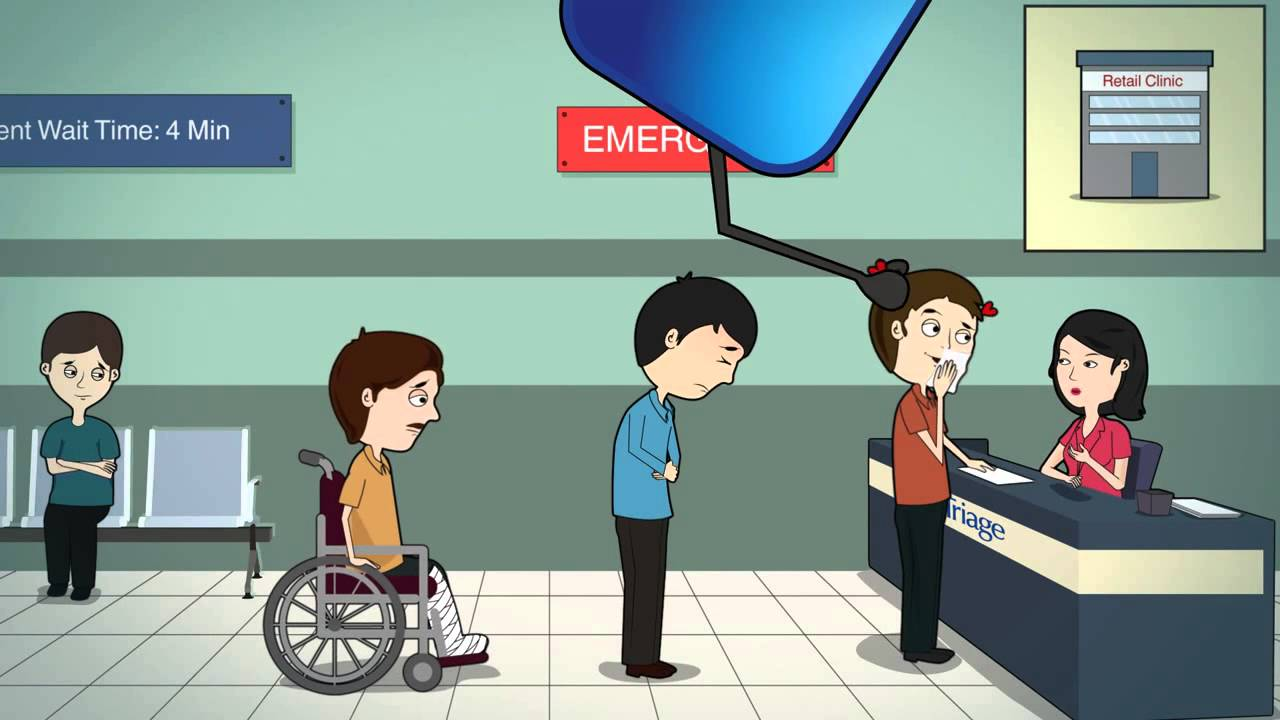 ent Wait Time: 4 Min
EMERG
Retail Clinic
Triage